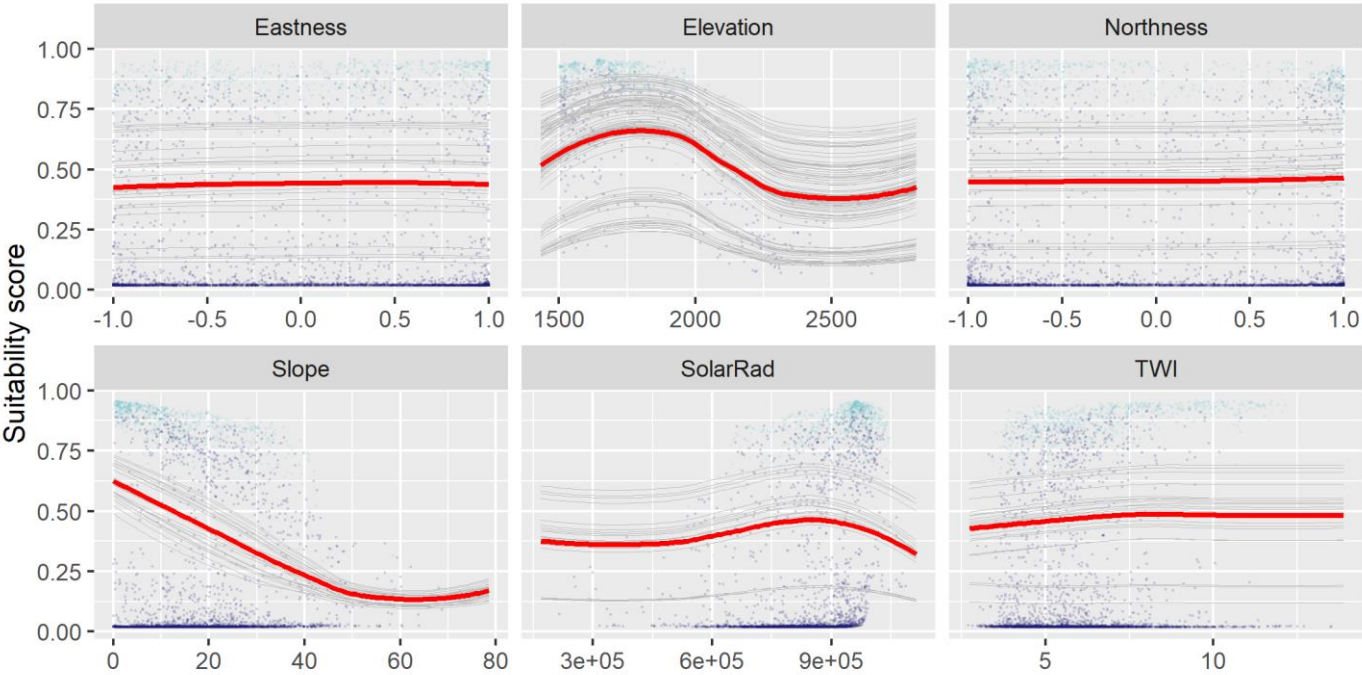 Eastness Elevation Northness
1.00
0.75
0.50
0.25
0.00
-1.0 -0.5 0.0 0.5 1.0 1500 2000 2500 -1.0 -0.5 0.0 0.5 1.0
Suitability score
Slope SolarRad TWI
1.00
0.75
0.50
0.25
0.00
0 20 40 60 80 3e+05 6e+05 9e+05 5 10